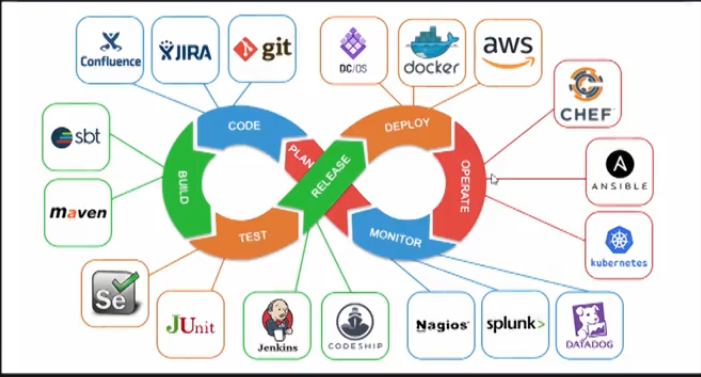 Confluence
JIRA
git
DC/OS
docker
aws
CHEF
sbt
CODE
DEPLOY
PLAN
RELEASE
BUILD
OPERATE
ANSIBLE
maven
TEST
MONITOR
kubernetes
Se
JUnit
Jenkins
CODESHIP
Nagios
splunk>
DATADOG